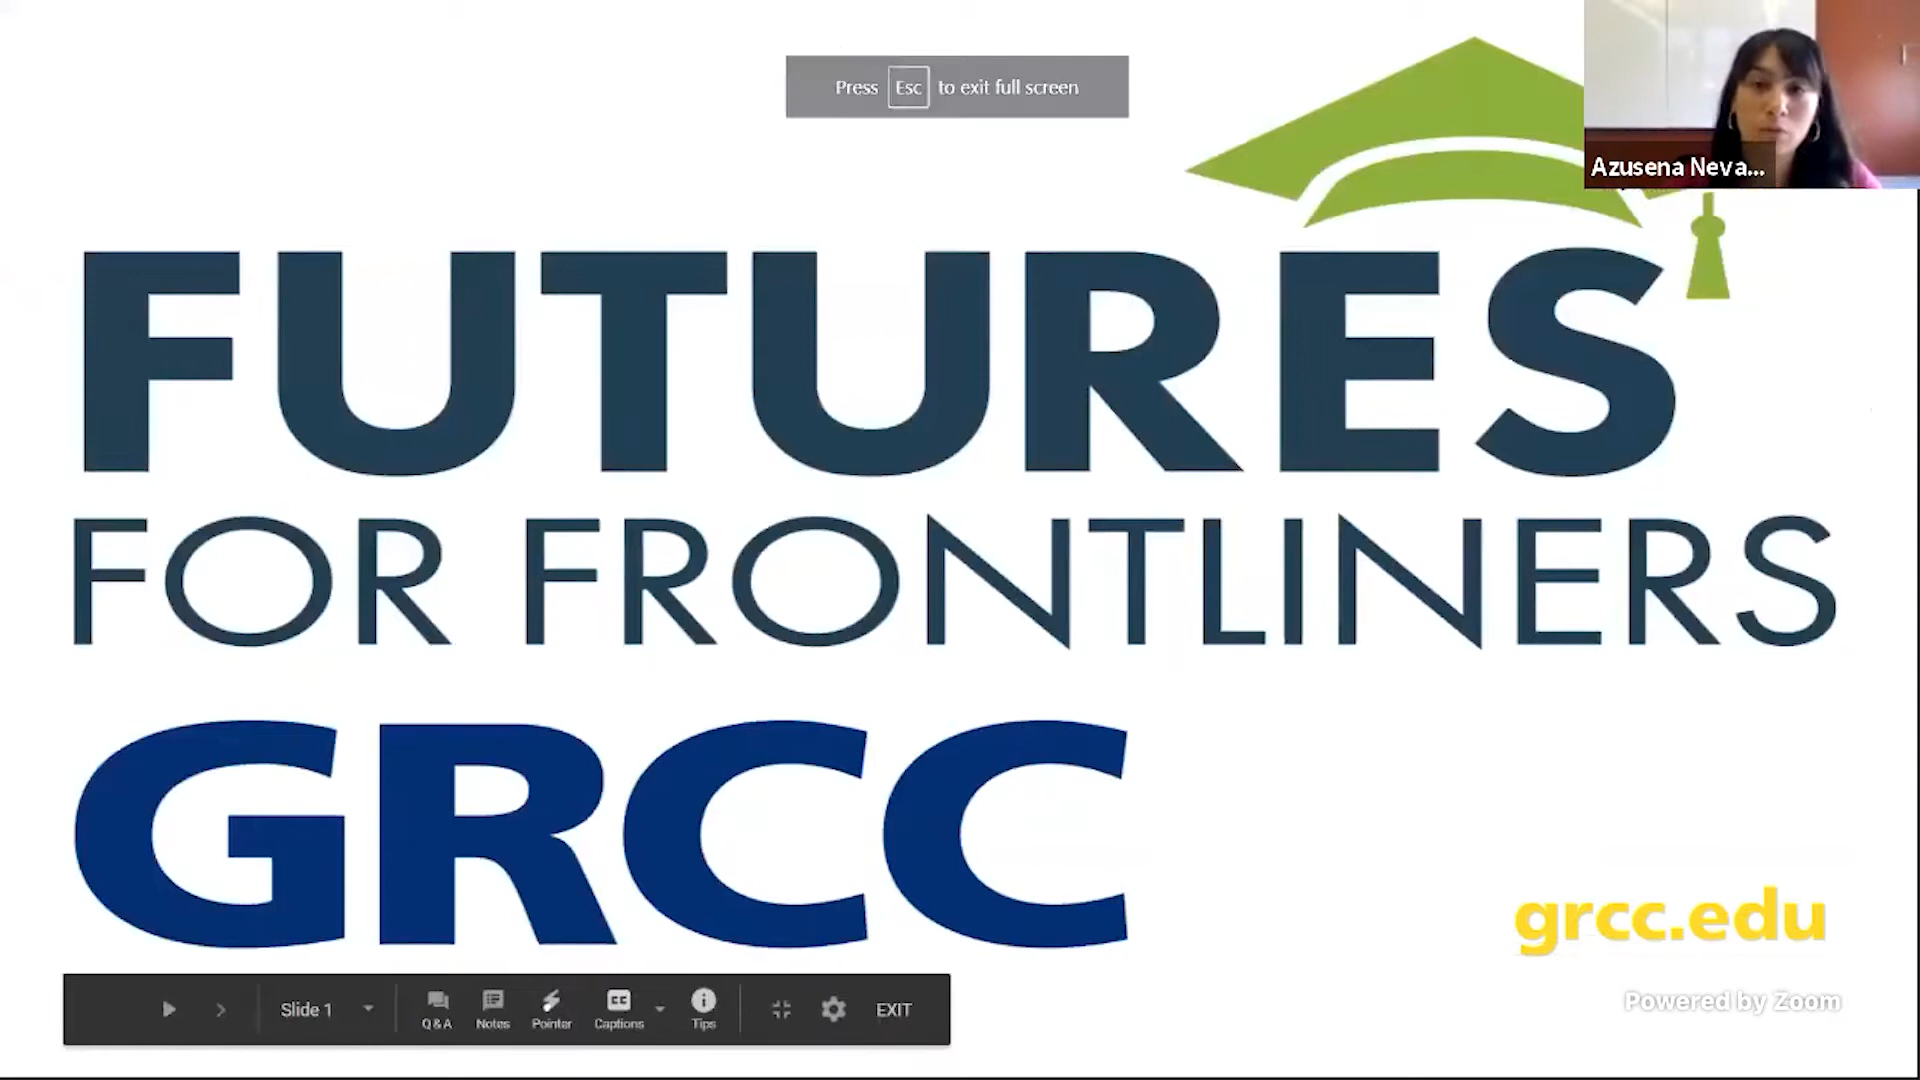 Press Esc to exit full screen
Azusena Neva...
FUTURES
FOR FRONTLINERS
GRCC
grcc.edu
Slide 1
Q&A
Notes
Pointer
CC
Captions
Tips
EXIT
Powered by Zoom